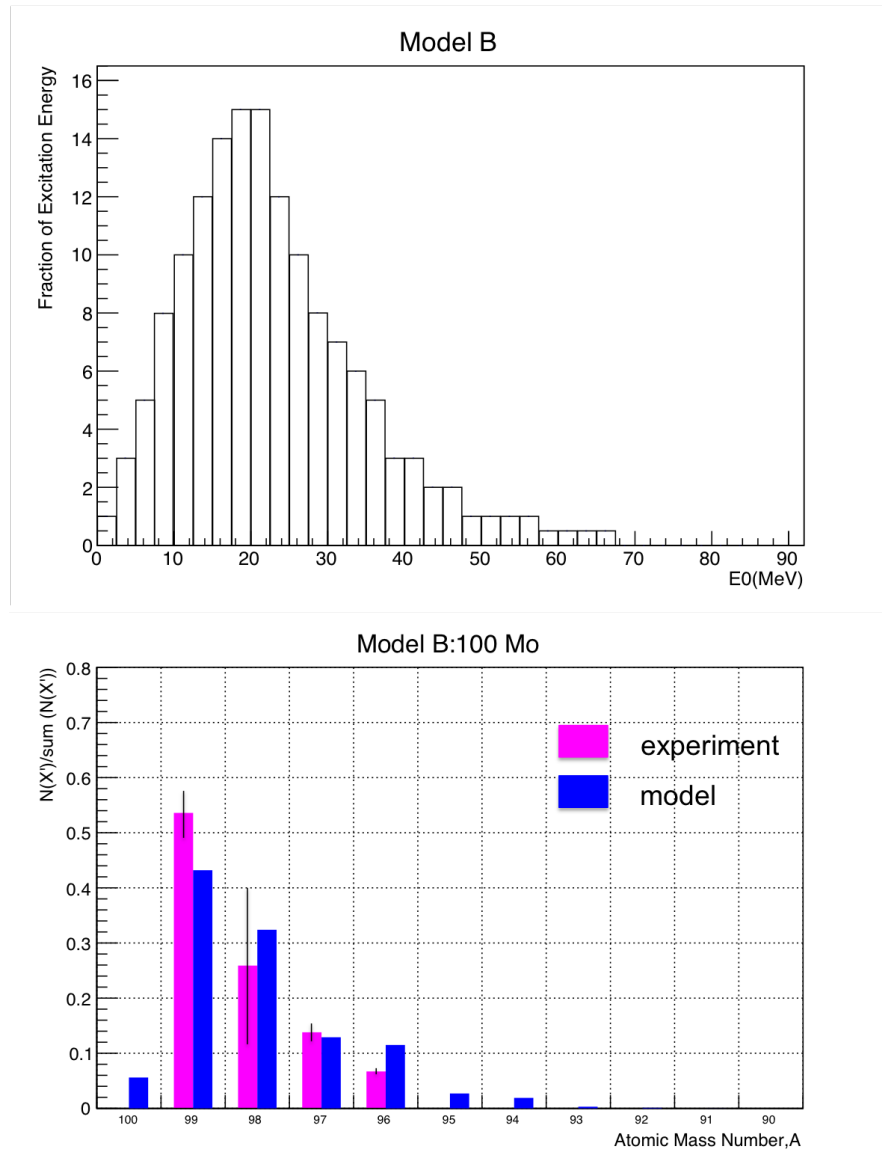 Model B
Fraction of Excitation Energy
16
14
12
10
8
6
4
2
0
0 10 20 30 40 50 60 70 80 90
E0(MeV)
Model B:100 Mo
N(X')/sum (N(X'))
0.8
0.7
0.6
0.5
0.4
0.3
0.2
0.1
0
experiment
model
100 99 98 97 96 95 94 93 92 91 90
Atomic Mass Number,A